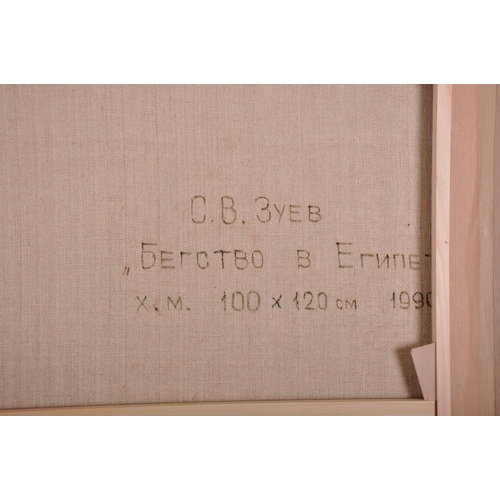 С.В. Зуев
„Бегство в Египе
х.м. 100 х 120 см 1990